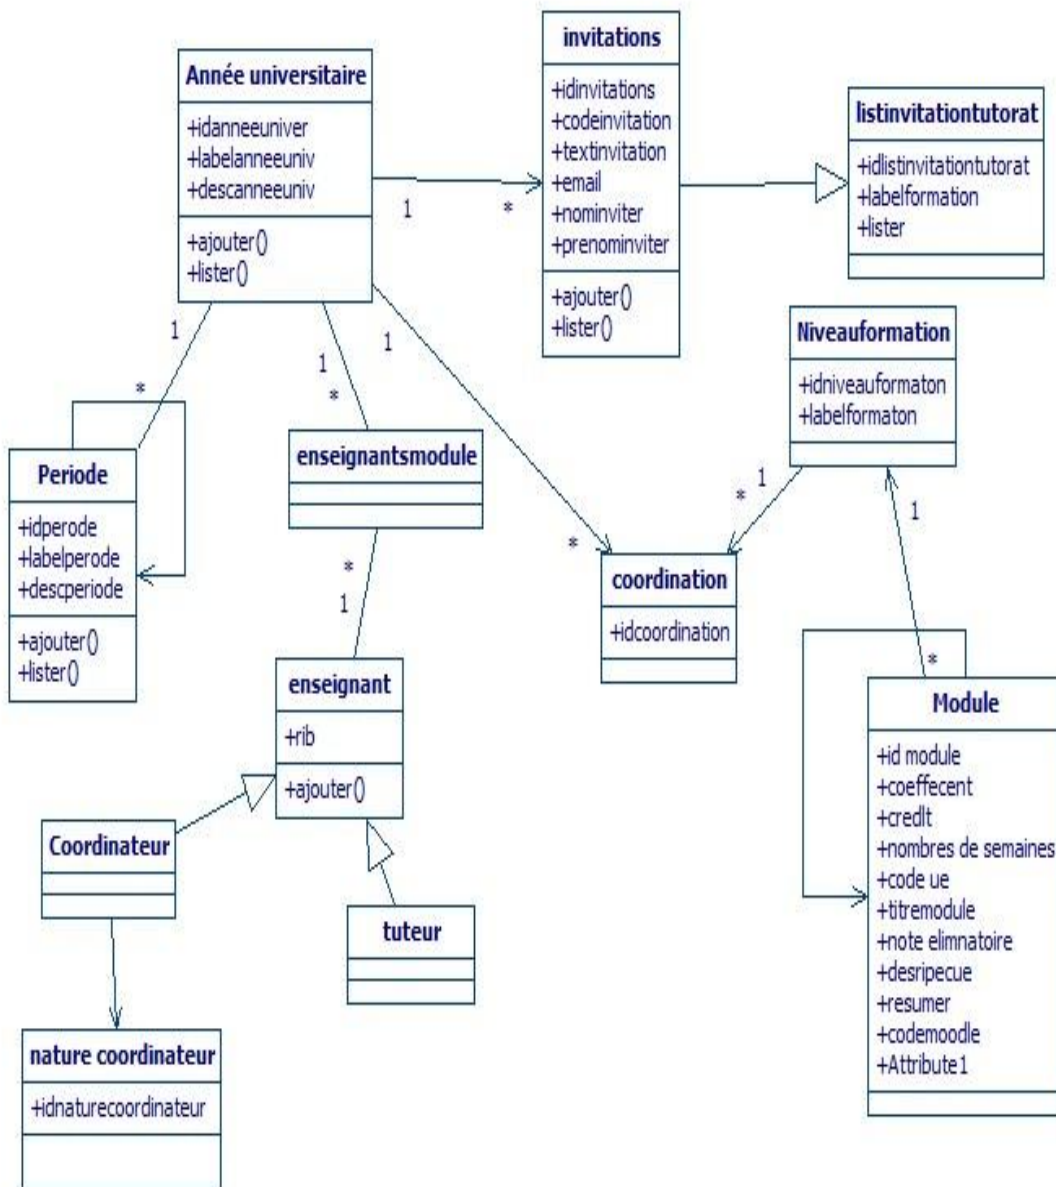 Année universitaire
+idanneeuniver
+labelanneeuniv
+descanneeuniv
+ajouter()
+lister()
invitations
+idinvitations
+codeinvitation
+textinvitation
+email
+nominviter
+prenominviter
+ajouter()
+lister()
listinvitationtutorat
+idlistinvitationtutorat
+labelformation
+lister
1
*
1
*
1
*
1
*
Periode
+idperode
+labelperode
+descperiode
+ajouter()
+lister()
enseignantsmodule
*
1
Niveauformation
+idniveauformaton
+labelformaton
1
*
1
*
coordination
+idcoordination
enseignant
+rib
+ajouter()
Coordinateur
tuteur
nature coordinateur
+idnaturecoordinateur
Module
+id module
+coeffecent
+credlt
+nombres de semaines
+code ue
+titremodule
+note elimnatoire
+desripecue
+resumer
+codemoodle
+Attribute1